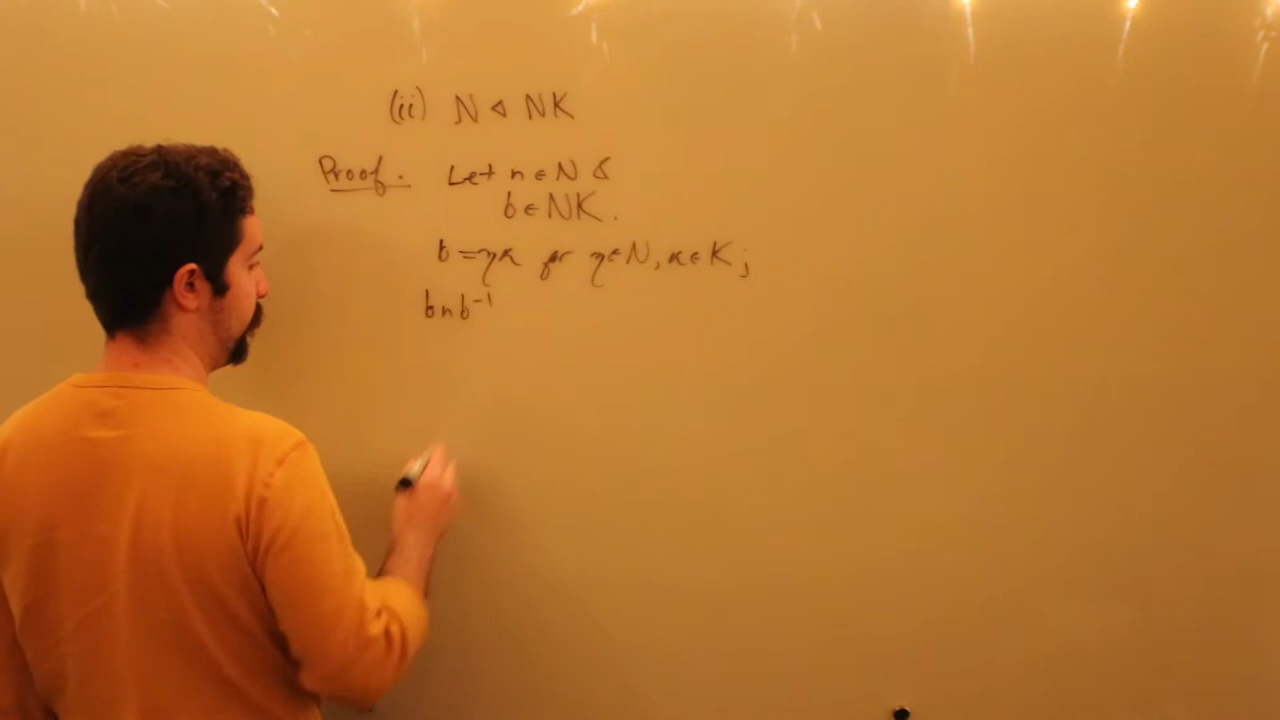 (ii) N ⊲ NK
Proof. Let n ∈ N &
b ∈ NK.
b = ηκ for η ∈ N, κ ∈ K;
bnb⁻¹